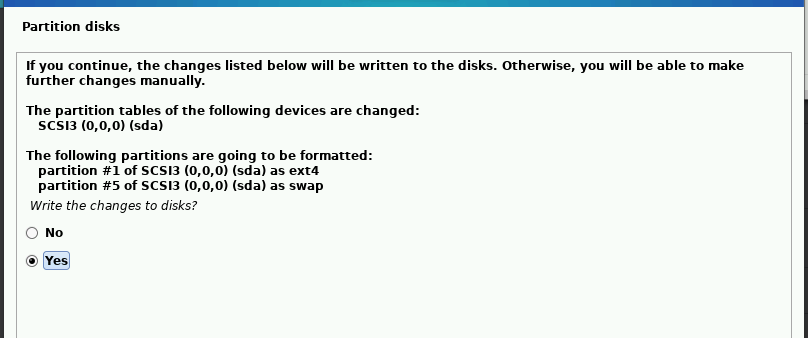 Partition disks
If you continue, the changes listed below will be written to the disks. Otherwise, you will be able to make
further changes manually.
The partition tables of the following devices are changed:
SCSI3 (0,0,0) (sda)
The following partitions are going to be formatted:
partition #1 of SCSI3 (0,0,0) (sda) as ext4
partition #5 of SCSI3 (0,0,0) (sda) as swap
Write the changes to disks?
No
Yes